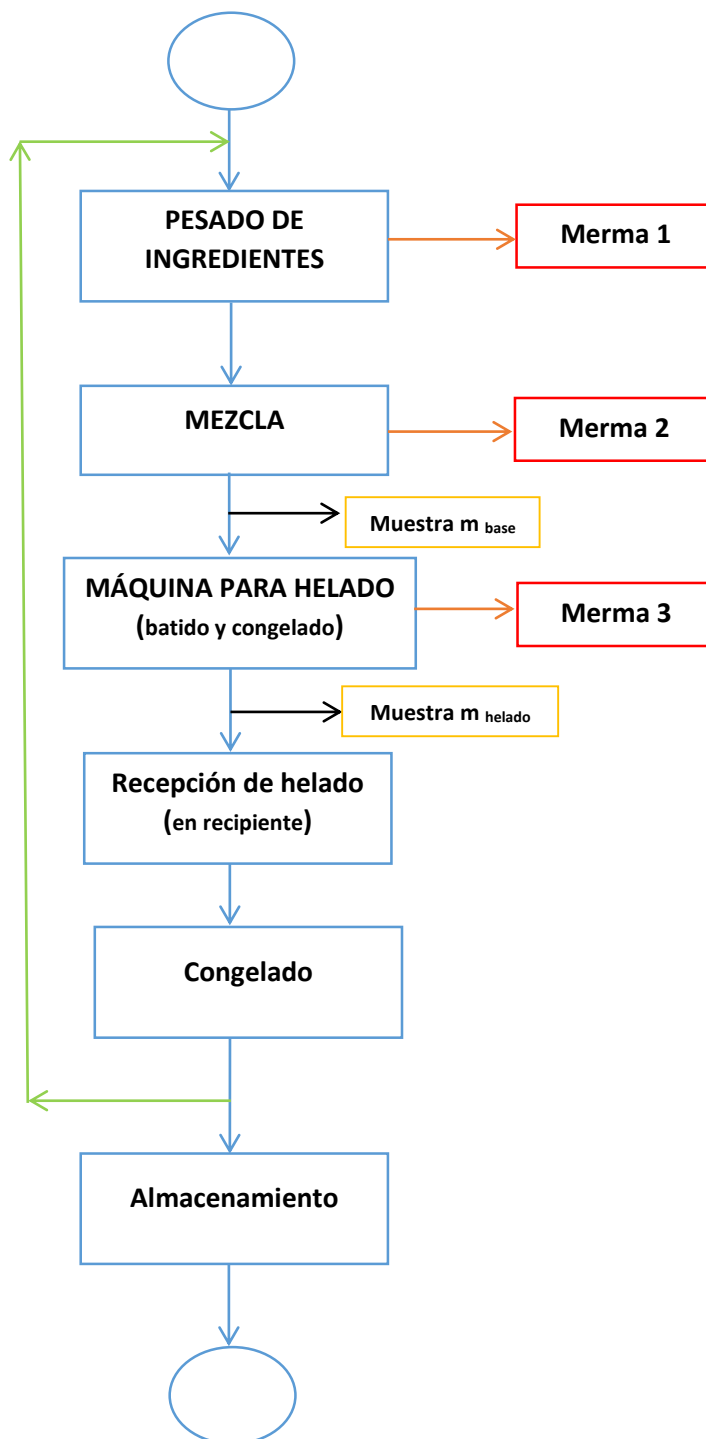 PESADO DE
INGREDIENTES
Merma 1
MEZCLA
Merma 2
Muestra m base
MÁQUINA PARA HELADO
(batido y congelado)
Merma 3
Muestra m helado
Recepción de helado
(en recipiente)
Congelado
Almacenamiento